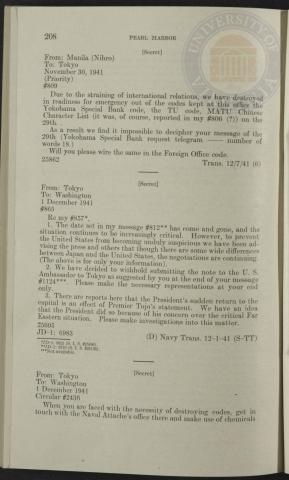 208 PEARL HARBOR
[Secret]
From: Manila (Nihro)
To: Tokyo
November 30, 1941
(Priority)
#809
Due to the straining of international relations, we have destroyed
in readiness for emergency out of the codes kept at this office the
Yokohama Special Bank code, the TU code, MATU Chinese
Character List (it was, of course, reported in my #806 (?)) on the
29th.
As a result we find it impossible to decipher your message of the
29th (Yokohama Special Bank request telegram —— number of
words 18.)
Will you please wire the same in the Foreign Office code.
25862 Trans. 12/7/41 (6)
[Secret]
From: Tokyo
To: Washington
1 December 1941
#865
Re my #857*.
1. The date set in my message #812** has come and gone, and the
situation continues to be increasingly critical. However, to prevent
the United States from becoming unduly suspicious we have been ad-
vising the press and others that though there are some wide differences
between Japan and the United States, the negotiations are continuing.
(The above is for only your information).
2. We have decided to withhold submitting the note to the U. S.
Ambassador to Tokyo as suggested by you at the end of your message
#1124***. Please make the necessary representations at your end
only.
3. There are reports here that the President's sudden return to the
capital is an effect of Premier Tojo's statement. We have an idea
that the President did so because of his concern over the critical Far
Eastern situation. Please make investigations into this matter.
25605
JD-1: 6983 (D) Navy Trans. 12-1-41 (S-TT)
***Not available.
[Secret]
From: Tokyo
To: Washington
1 December 1941
Circular #2436
When you are faced with the necessity of destroying codes, get in
touch with the Naval Attache's office there and make use of chemicals